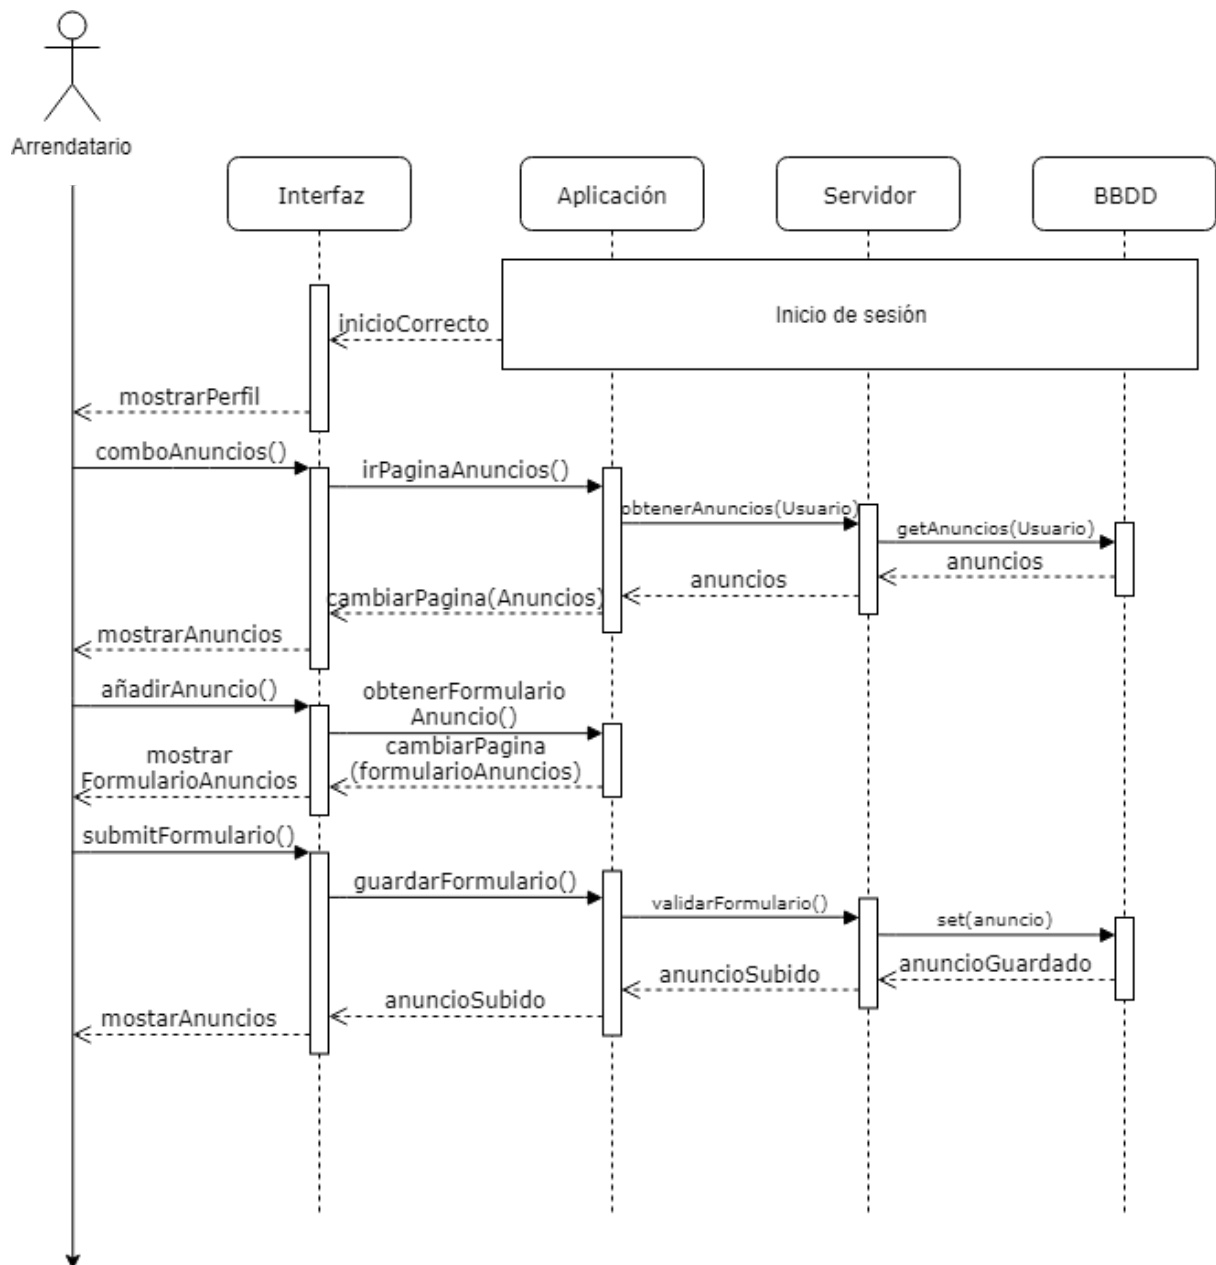 Arrendatario
Interfaz
Aplicación
Servidor
BBDD
Inicio de sesión
inicioCorrecto
mostrarPerfil
comboAnuncios()
irPaginaAnuncios()
obtenerAnuncios(Usuario)
getAnuncios(Usuario)
anuncios
anuncios
cambiarPagina(Anuncios)
mostrarAnuncios
añadirAnuncio()
obtenerFormulario
Anuncio()
cambiarPagina
(formularioAnuncios)
mostrar
FormularioAnuncios
submitFormulario()
guardarFormulario()
validarFormulario()
set(anuncio)
anuncioGuardado
anuncioSubido
anuncioSubido
mostarAnuncios